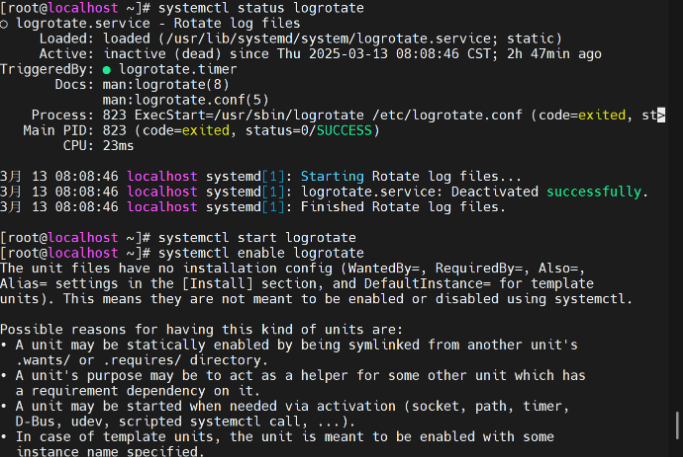 [root@localhost ~]# systemctl status logrotate
○ logrotate.service - Rotate log files
Loaded: loaded (/usr/lib/systemd/system/logrotate.service; static)
Active: inactive (dead) since Thu 2025-03-13 08:08:46 CST; 2h 47min ago
TriggeredBy: ● logrotate.timer
Docs: man:logrotate(8)
man:logrotate.conf(5)
Process: 823 ExecStart=/usr/sbin/logrotate /etc/logrotate.conf (code=exited, st>
Main PID: 823 (code=exited, status=0/SUCCESS)
CPU: 23ms
3月 13 08:08:46 localhost systemd[1]: Starting Rotate log files...
3月 13 08:08:46 localhost systemd[1]: logrotate.service: Deactivated successfully.
3月 13 08:08:46 localhost systemd[1]: Finished Rotate log files.
[root@localhost ~]# systemctl start logrotate
[root@localhost ~]# systemctl enable logrotate
The unit files have no installation config (WantedBy=, RequiredBy=, Also=,
Alias= settings in the [Install] section, and DefaultInstance= for template
units). This means they are not meant to be enabled or disabled using systemctl.
Possible reasons for having this kind of units are:
• A unit may be statically enabled by being symlinked from another unit's
.wants/ or .requires/ directory.
• A unit's purpose may be to act as a helper for some other unit which has
a requirement dependency on it.
• A unit may be started when needed via activation (socket, path, timer,
D-Bus, udev, scripted systemctl call, ...).
• In case of template units, the unit is meant to be enabled with some
instance name specified.